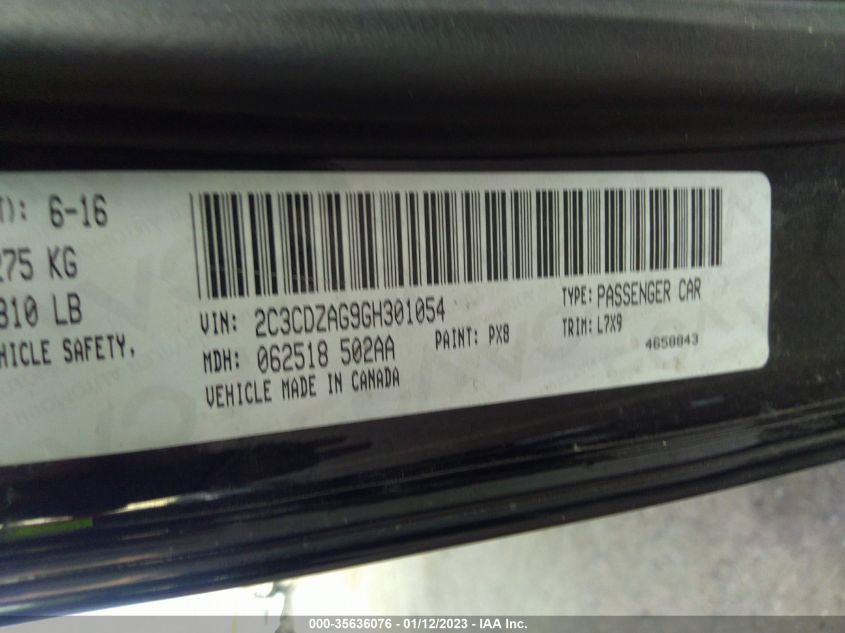 T): 6-16
275 KG
810 LB
HICLE SAFETY,
VIN: 2C3CDZAG9GH301054
TYPE: PASSENGER CAR
MDH: 062518 502AA
PAINT: PX8
TRIM: L7X9
VEHICLE MADE IN CANADA
4658843
000-35636076 - 01/12/2023 - IAA Inc.